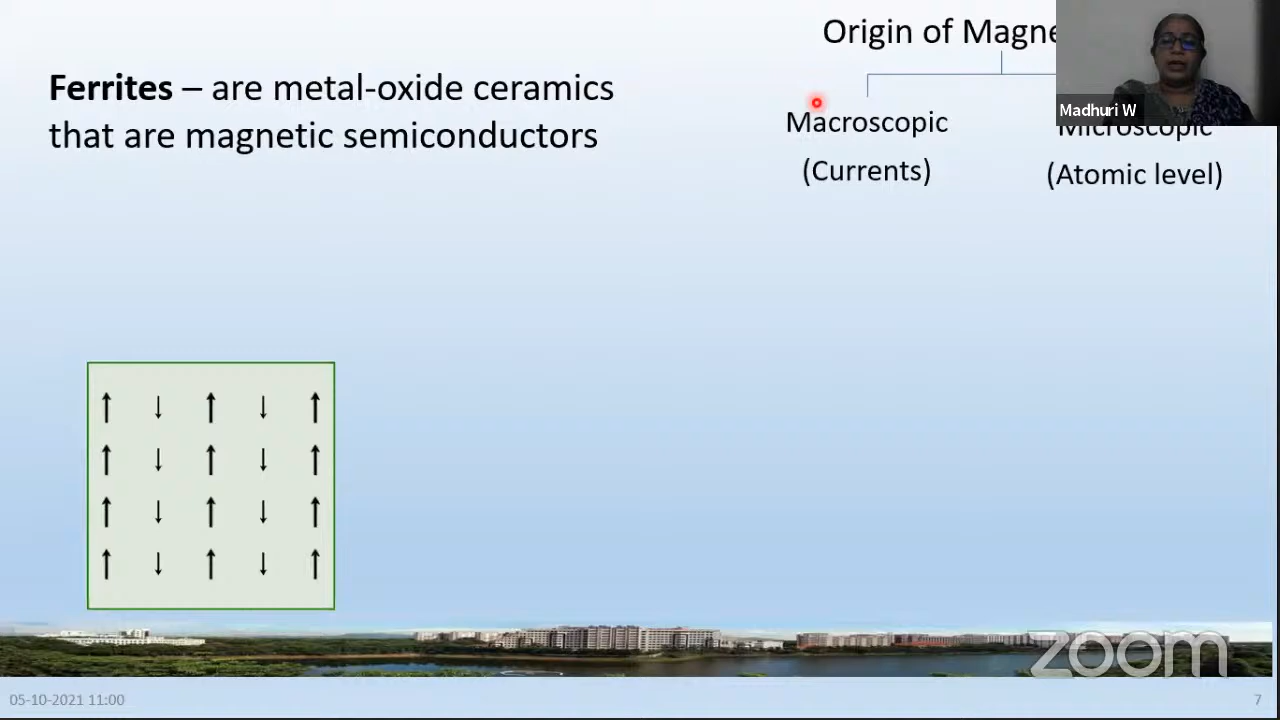 Origin of Magne
Madhuri W
Ferrites – are metal-oxide ceramics
that are magnetic semiconductors
Macroscopic
(Currents)
Microscopic
(Atomic level)
zoom
05-10-2021 11:00
7